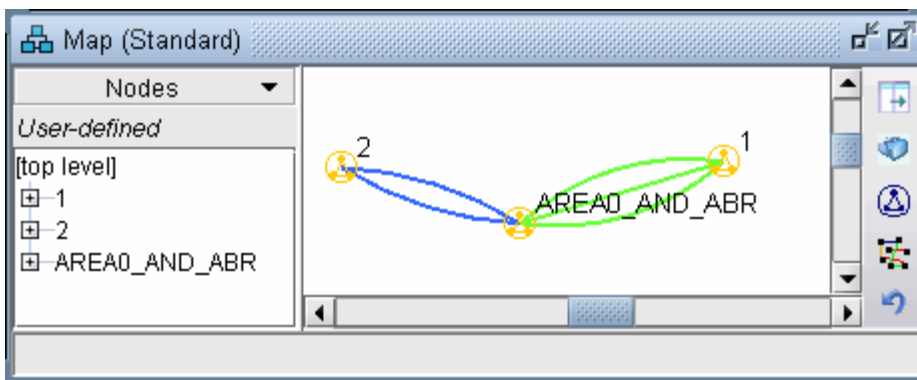 Map (Standard)
Nodes
User-defined
[top level]
1
2
AREA0_AND_ABR
2
1
AREA0_AND_ABR